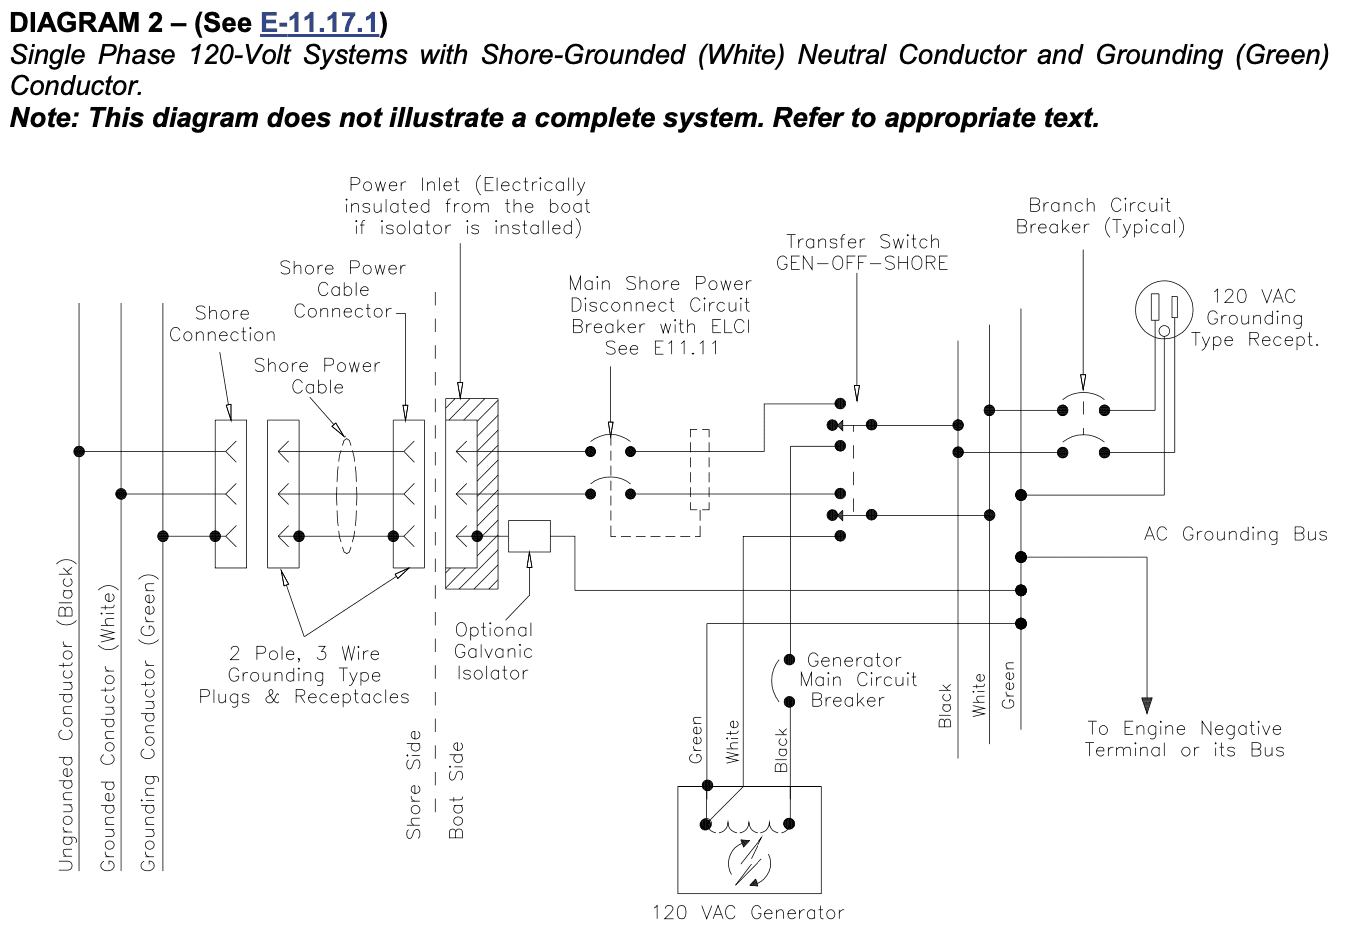 DIAGRAM 2 – (See E-11.17.1)
Single Phase 120-Volt Systems with Shore-Grounded (White) Neutral Conductor and Grounding (Green)
Conductor.
Note: This diagram does not illustrate a complete system. Refer to appropriate text.
Power Inlet (Electrically
insulated from the boat
if isolator is installed)
Branch Circuit
Breaker (Typical)
Transfer Switch
GEN-OFF-SHORE
Shore Power
Cable
Connector
Main Shore Power
Disconnect Circuit
Breaker with ELCI
See E11.11
120 VAC
Grounding
Type Recept.
Shore
Connection
Shore Power
Cable
AC Grounding Bus
Optional
Galvanic
Isolator
2 Pole, 3 Wire
Grounding Type
Plugs & Receptacles
Generator
Main Circuit
Breaker
Ungrounded Conductor (Black)
Grounded Conductor (White)
Grounding Conductor (Green)
Shore Side
Boat Side
Green
White
Black
Black
White
Green
To Engine Negative
Terminal or its Bus
120 VAC Generator